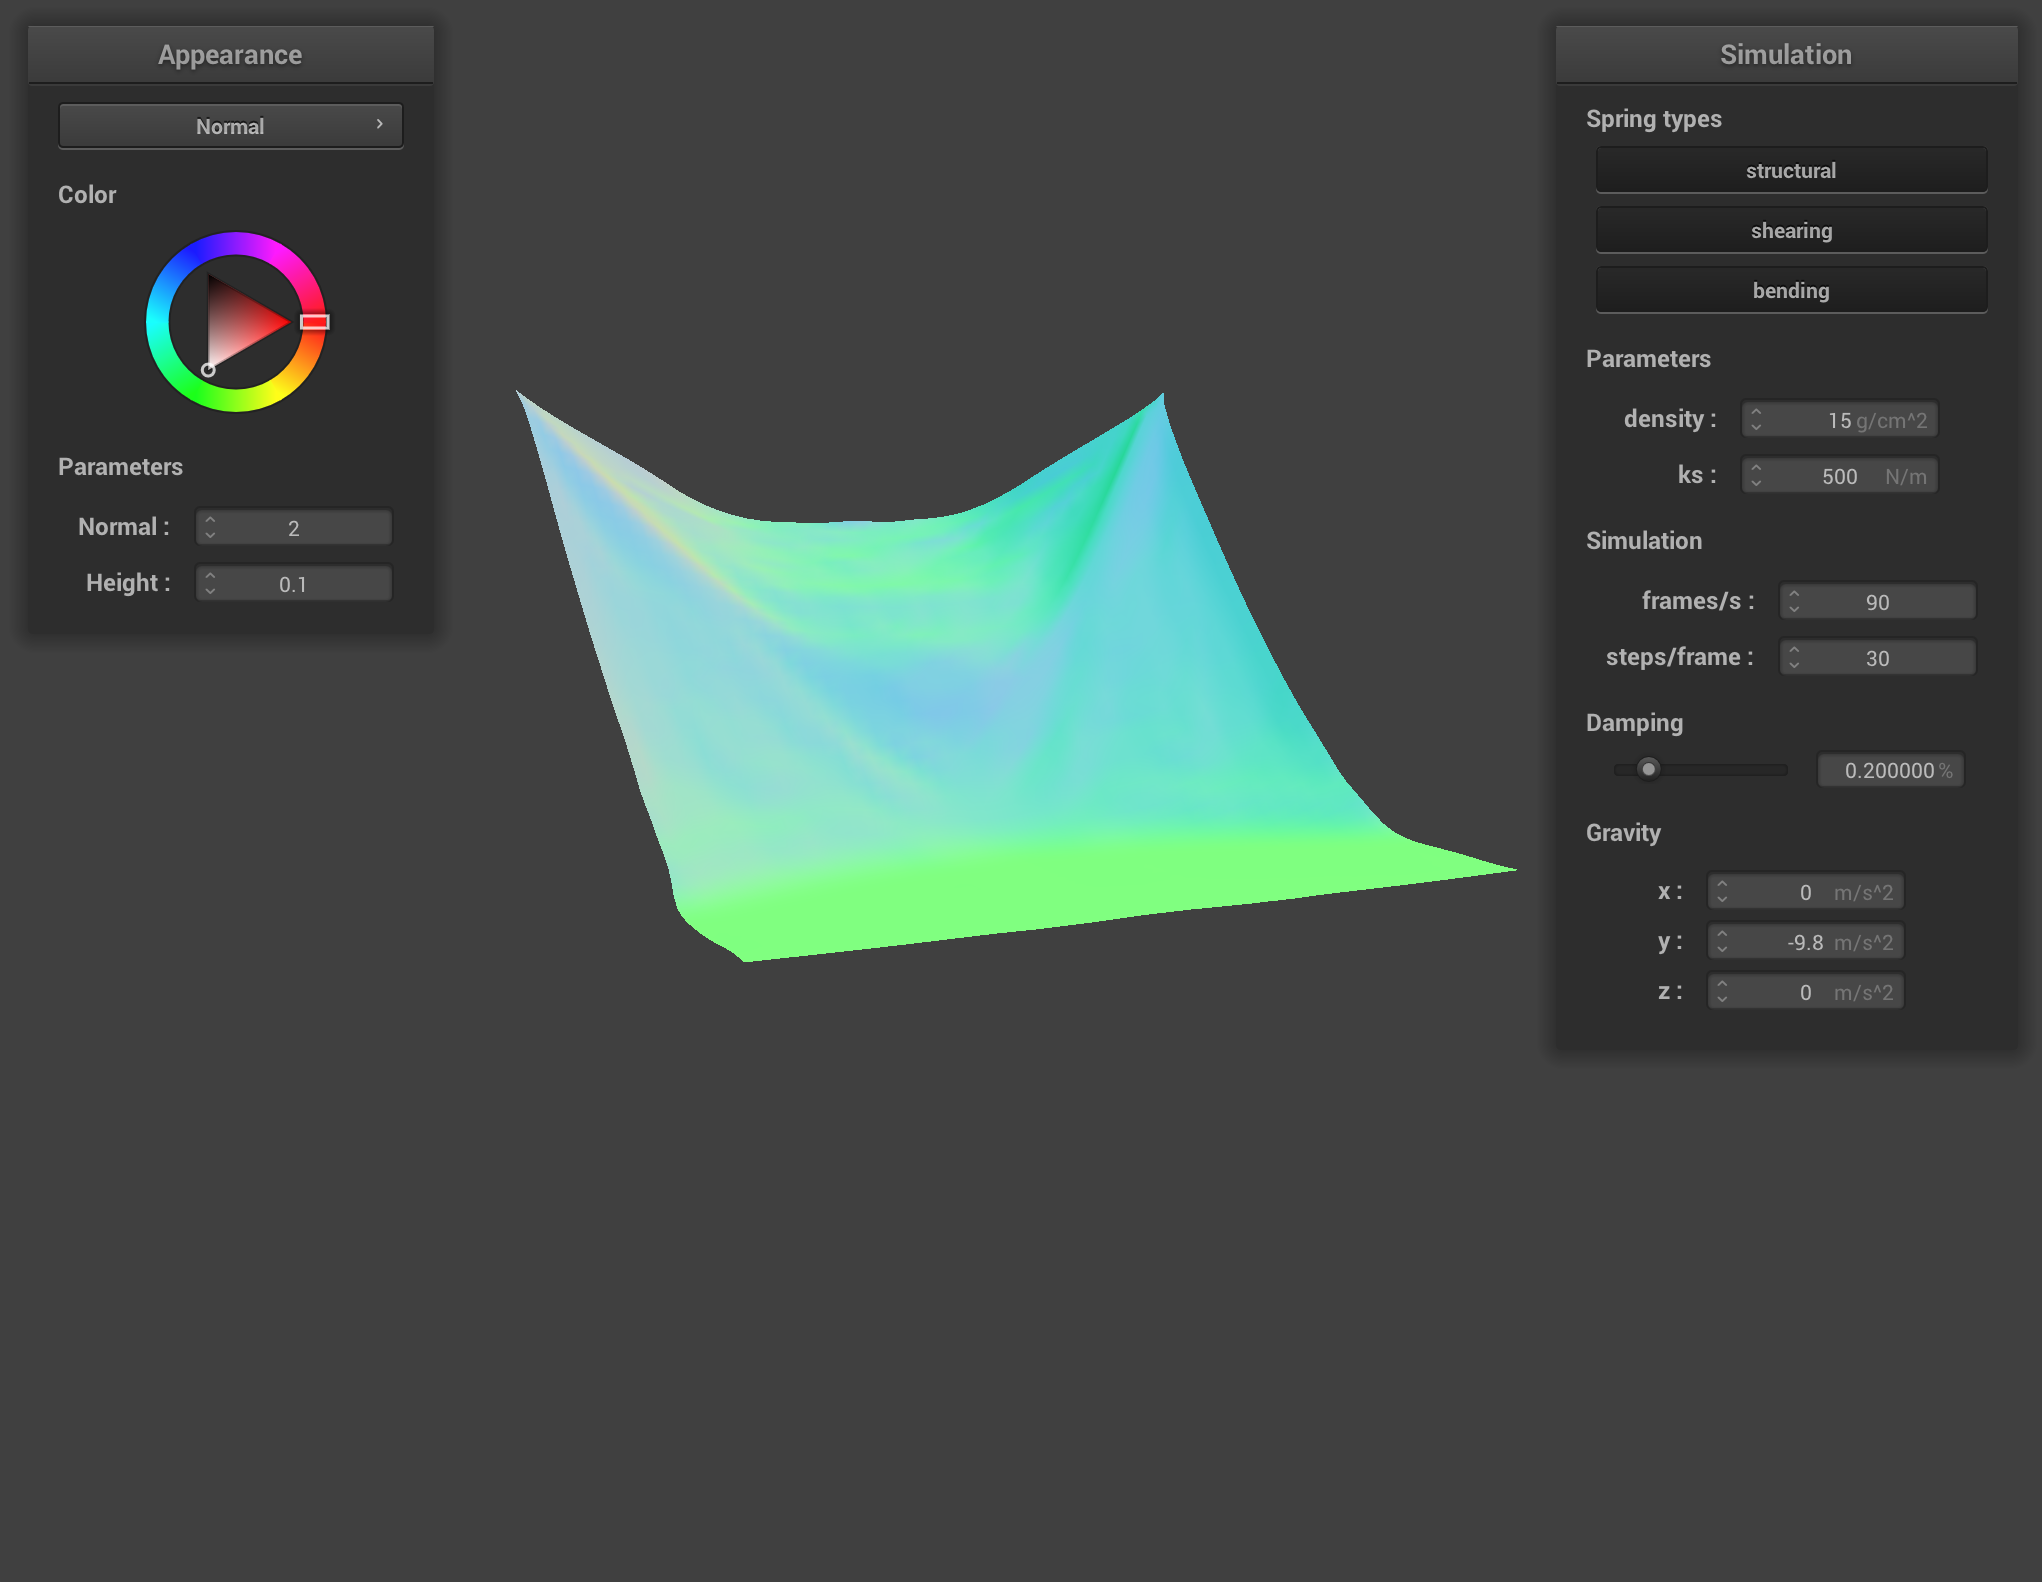 Appearance
Normal ›
Color
Parameters
Normal : 2
Height : 0.1
Simulation
Spring types
structural
shearing
bending
Parameters
density : 15 g/cm^2
ks : 500 N/m
Simulation
frames/s : 90
steps/frame : 30
Damping
0.200000 %
Gravity
x : 0 m/s^2
y : -9.8 m/s^2
z : 0 m/s^2